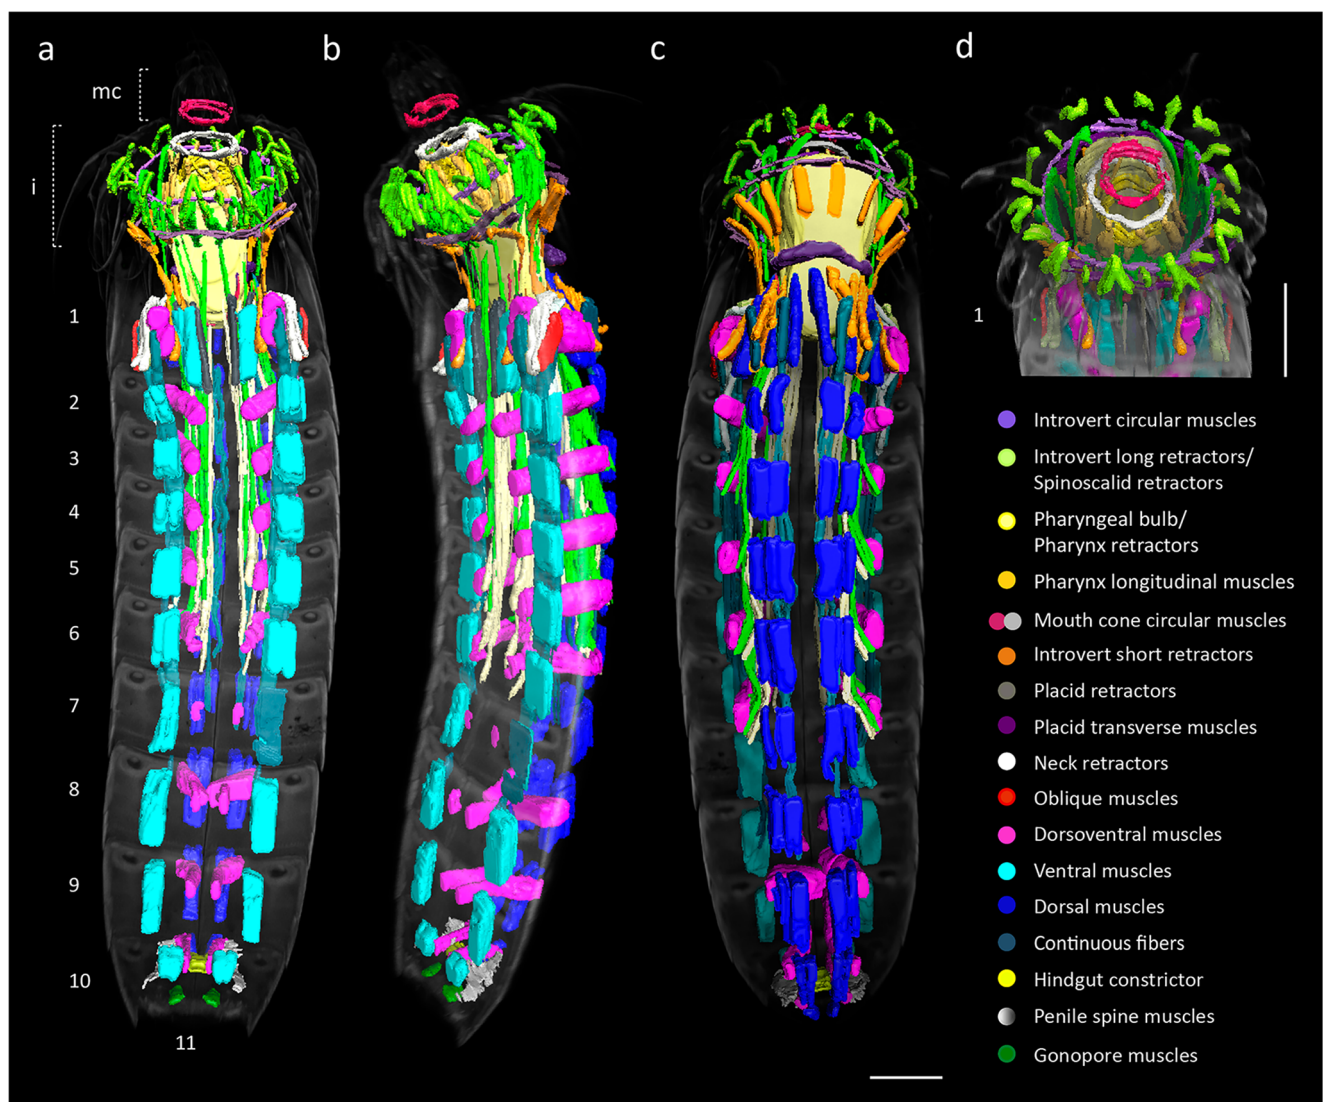 a
b
c
d
mc
i
1
2
3
4
5
6
7
8
9
10
11
1
Introvert circular muscles
Introvert long retractors/
Spinoscalid retractors
Pharyngeal bulb/
Pharynx retractors
Pharynx longitudinal muscles
Mouth cone circular muscles
Introvert short retractors
Placid retractors
Placid transverse muscles
Neck retractors
Oblique muscles
Dorsoventral muscles
Ventral muscles
Dorsal muscles
Continuous fibers
Hindgut constrictor
Penile spine muscles
Gonopore muscles